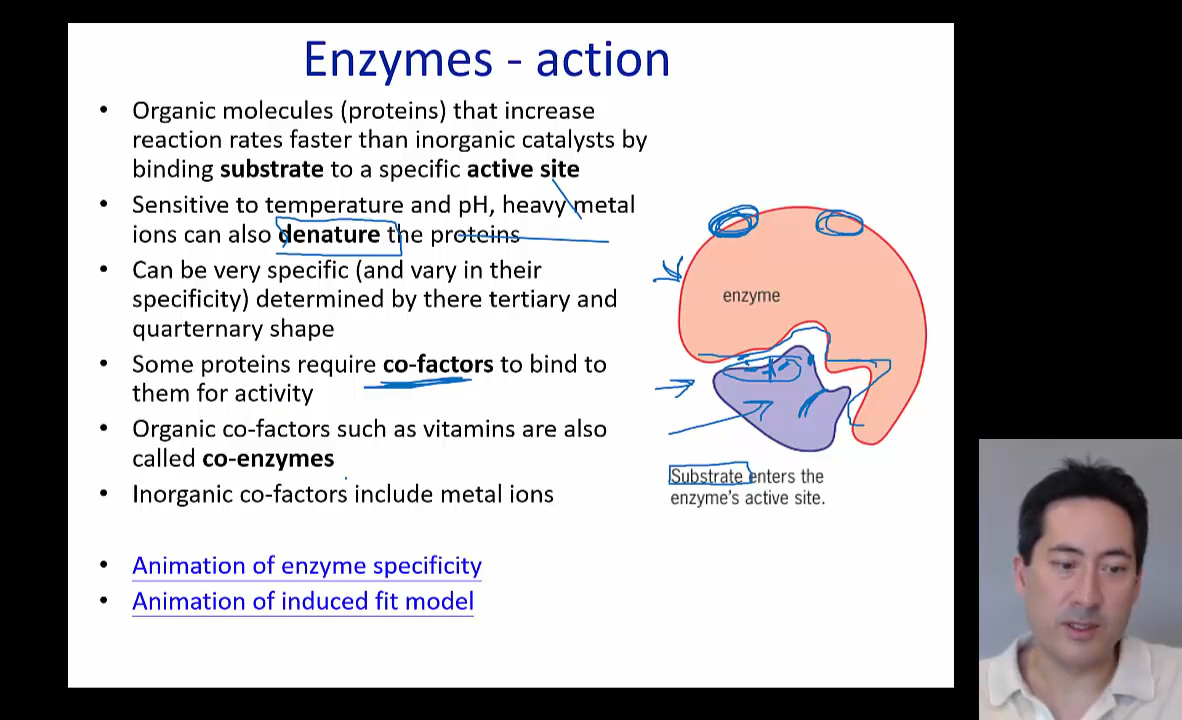 Enzymes - action
• Organic molecules (proteins) that increase
reaction rates faster than inorganic catalysts by
binding substrate to a specific active site
• Sensitive to temperature and pH, heavy metal
ions can also denature the proteins
• Can be very specific (and vary in their
specificity) determined by there tertiary and
quarternary shape
• Some proteins require co-factors to bind to
them for activity
• Organic co-factors such as vitamins are also
called co-enzymes
• Inorganic co-factors include metal ions
• Animation of enzyme specificity
• Animation of induced fit model
enzyme
Substrate enters the
enzyme's active site.